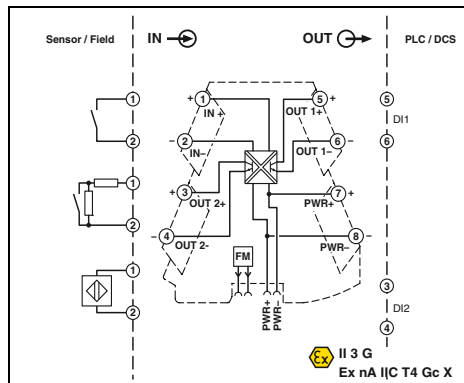 Sensor / Field
IN
OUT
PLC / DCS
1
2
1
2
1
2
+ 1
IN +
− 2
IN−
+ 3
OUT 2+
− 4
OUT 2-
5 +
OUT 1+
6 −
OUT 1−
7 +
PWR+
8 −
PWR−
FM
PWR+
PWR−
5
DI1
6
3
DI2
4
Ex
II 3 G
Ex nA IIC T4 Gc X